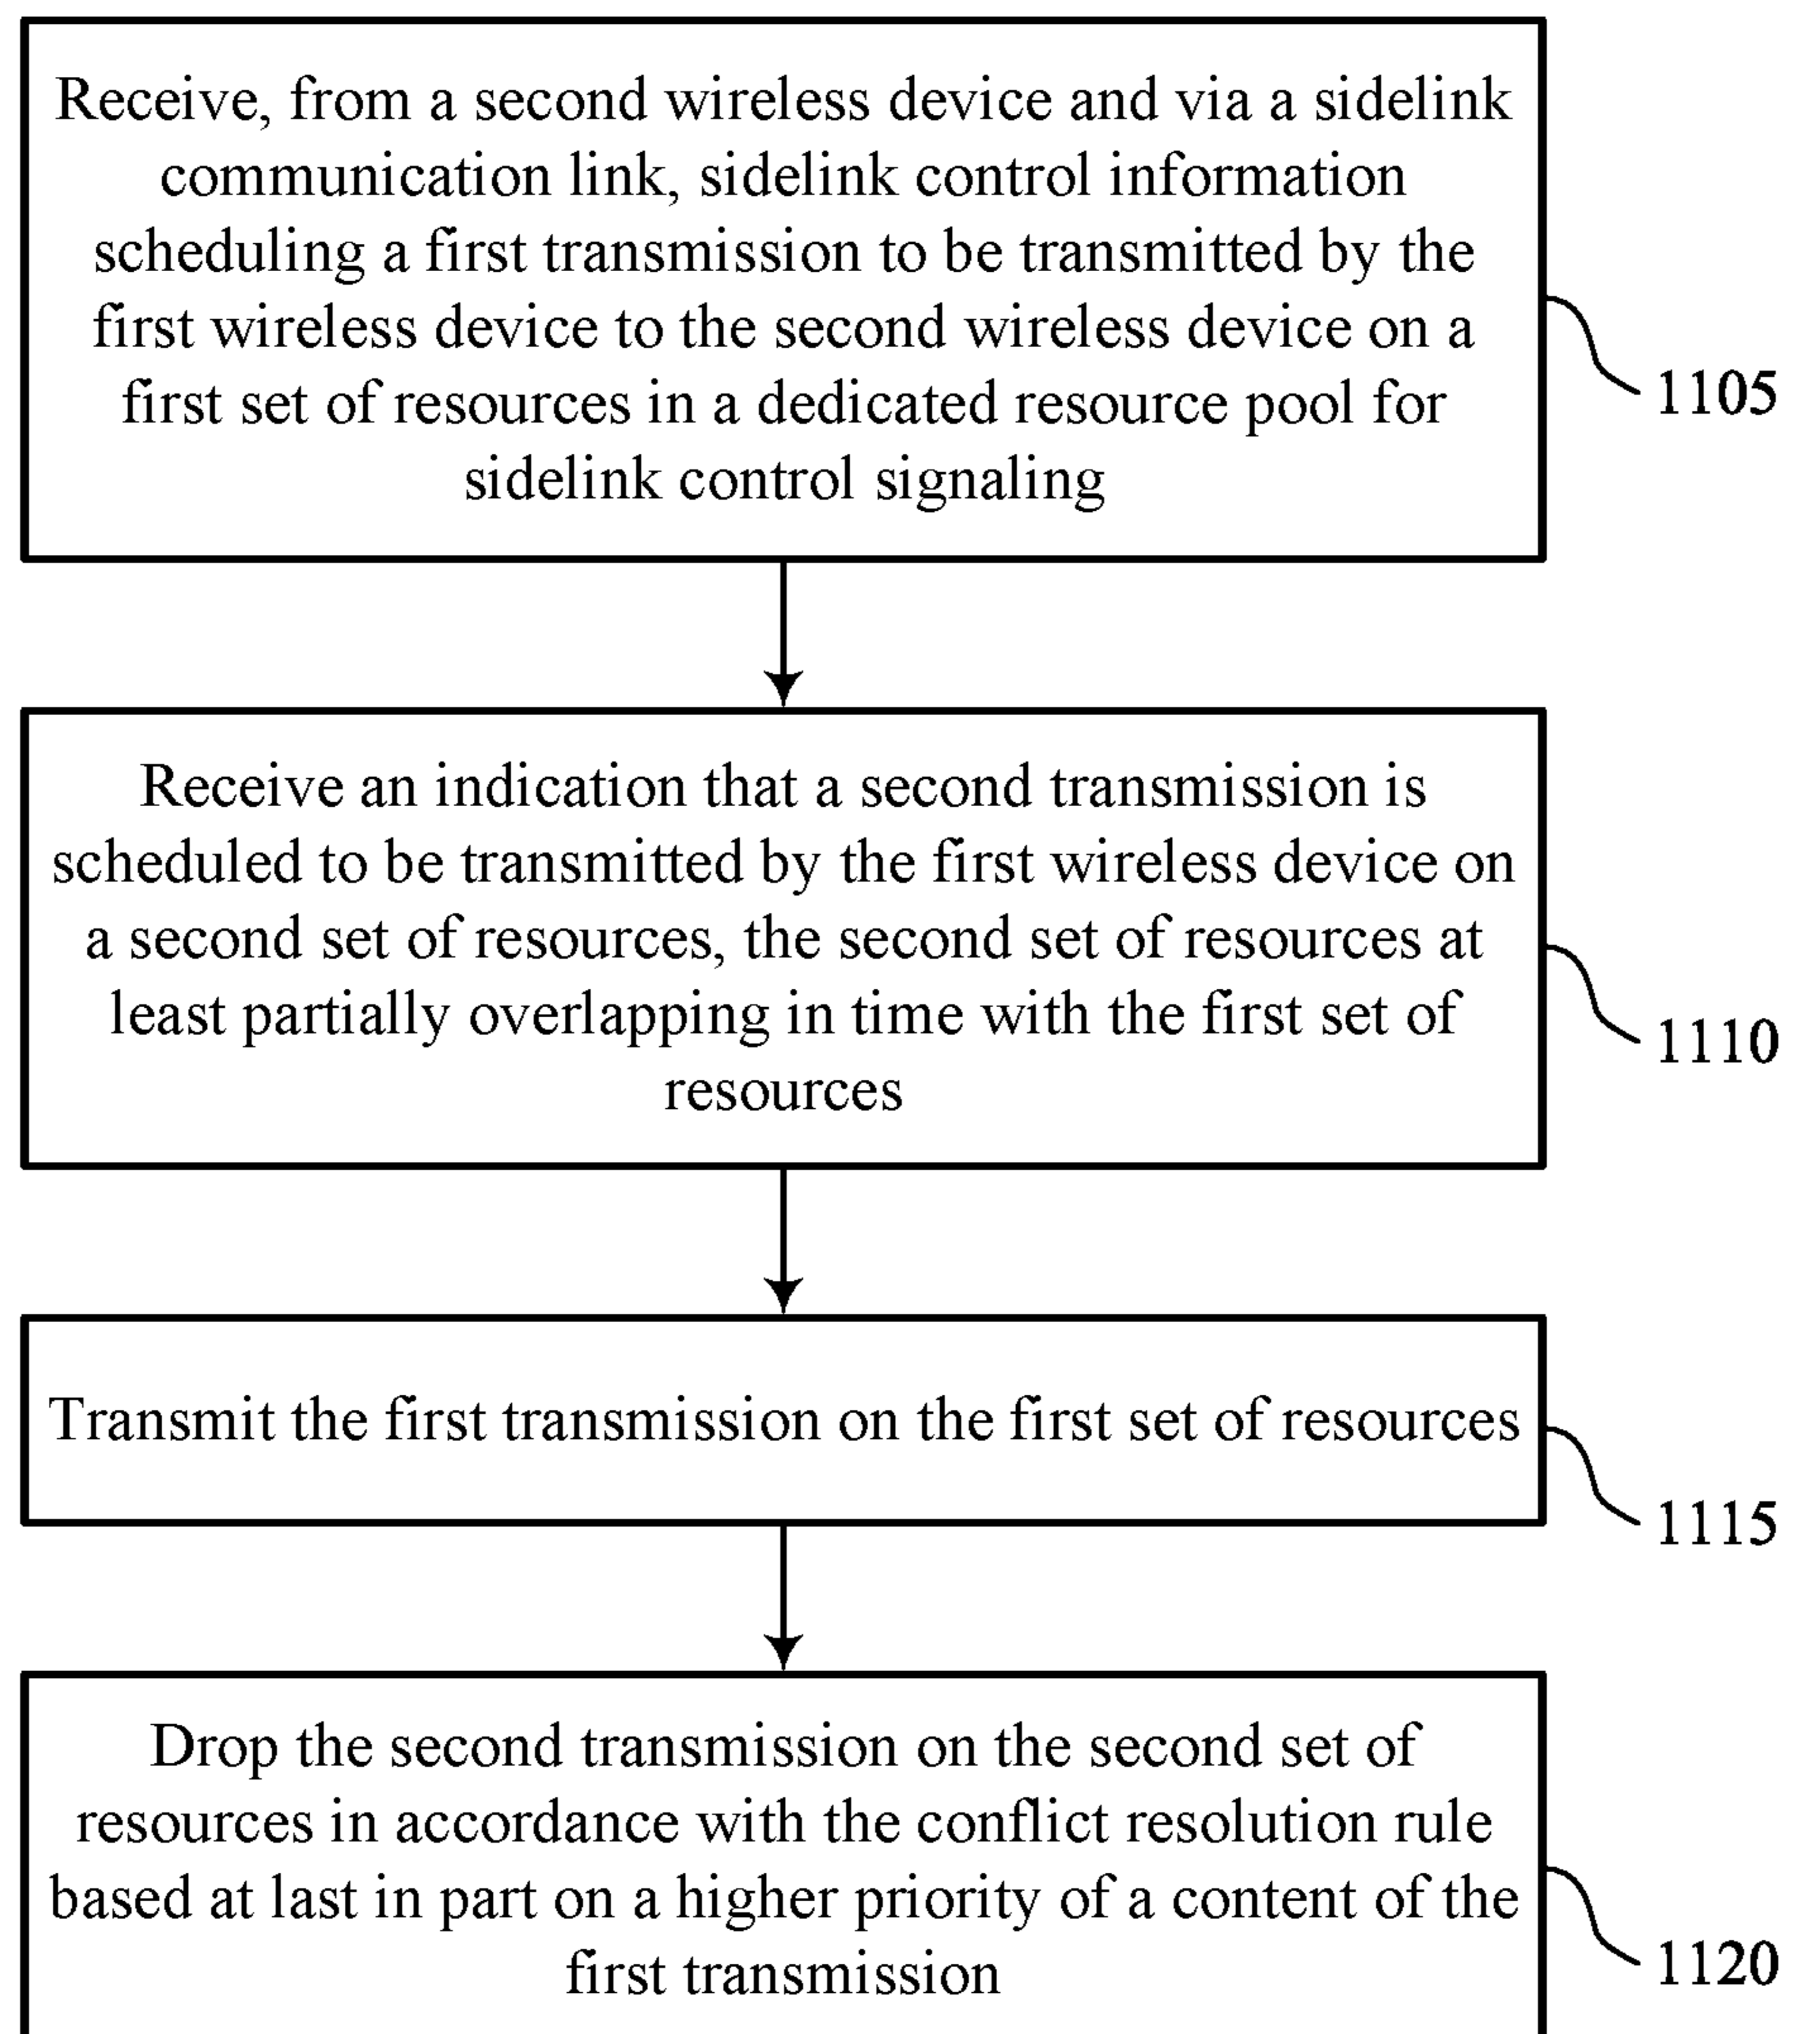 Receive, from a second wireless device and via a sidelink
communication link, sidelink control information
scheduling a first transmission to be transmitted by the
first wireless device to the second wireless device on a
first set of resources in a dedicated resource pool for
sidelink control signaling
1105
Receive an indication that a second transmission is
scheduled to be transmitted by the first wireless device on
a second set of resources, the second set of resources at
least partially overlapping in time with the first set of
resources
1110
Transmit the first transmission on the first set of resources
1115
Drop the second transmission on the second set of
resources in accordance with the conflict resolution rule
based at last in part on a higher priority of a content of the
first transmission
1120